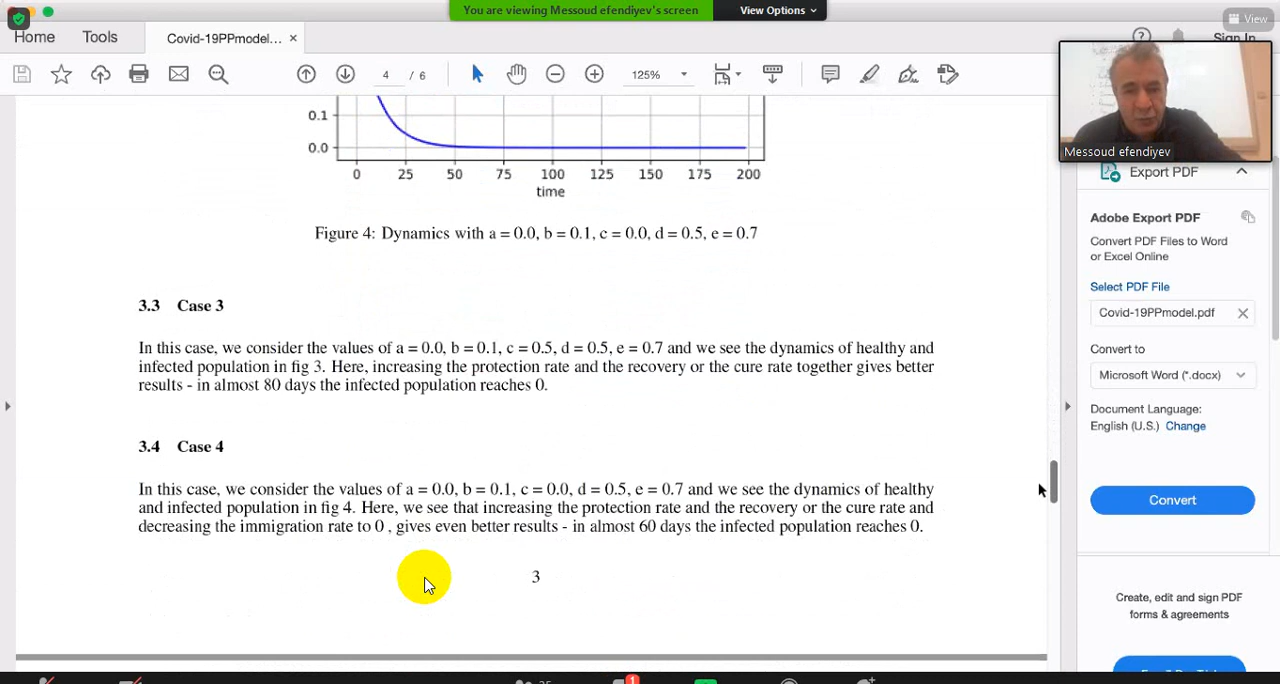 You are viewing Messoud efendiyev's screen
View Options
View
Home
Tools
Covid-19PPmodel...
Sign In
4 / 6
125%
Messoud efendiyev
0.1
0.0
0 25 50 75 100 125 150 175 200
time
Figure 4: Dynamics with a = 0.0, b = 0.1, c = 0.0, d = 0.5, e = 0.7
3.3 Case 3
In this case, we consider the values of a = 0.0, b = 0.1, c = 0.5, d = 0.5, e = 0.7 and we see the dynamics of healthy and
infected population in fig 3. Here, increasing the protection rate and the recovery or the cure rate together gives better
results - in almost 80 days the infected population reaches 0.
3.4 Case 4
In this case, we consider the values of a = 0.0, b = 0.1, c = 0.0, d = 0.5, e = 0.7 and we see the dynamics of healthy
and infected population in fig 4. Here, we see that increasing the protection rate and the recovery or the cure rate and
decreasing the immigration rate to 0 , gives even better results - in almost 60 days the infected population reaches 0.
3
Export PDF
Adobe Export PDF
Convert PDF Files to Word
or Excel Online
Select PDF File
Covid-19PPmodel.pdf
Convert to
Microsoft Word (*.docx)
Document Language:
English (U.S.) Change
Convert
Create, edit and sign PDF
forms & agreements
1